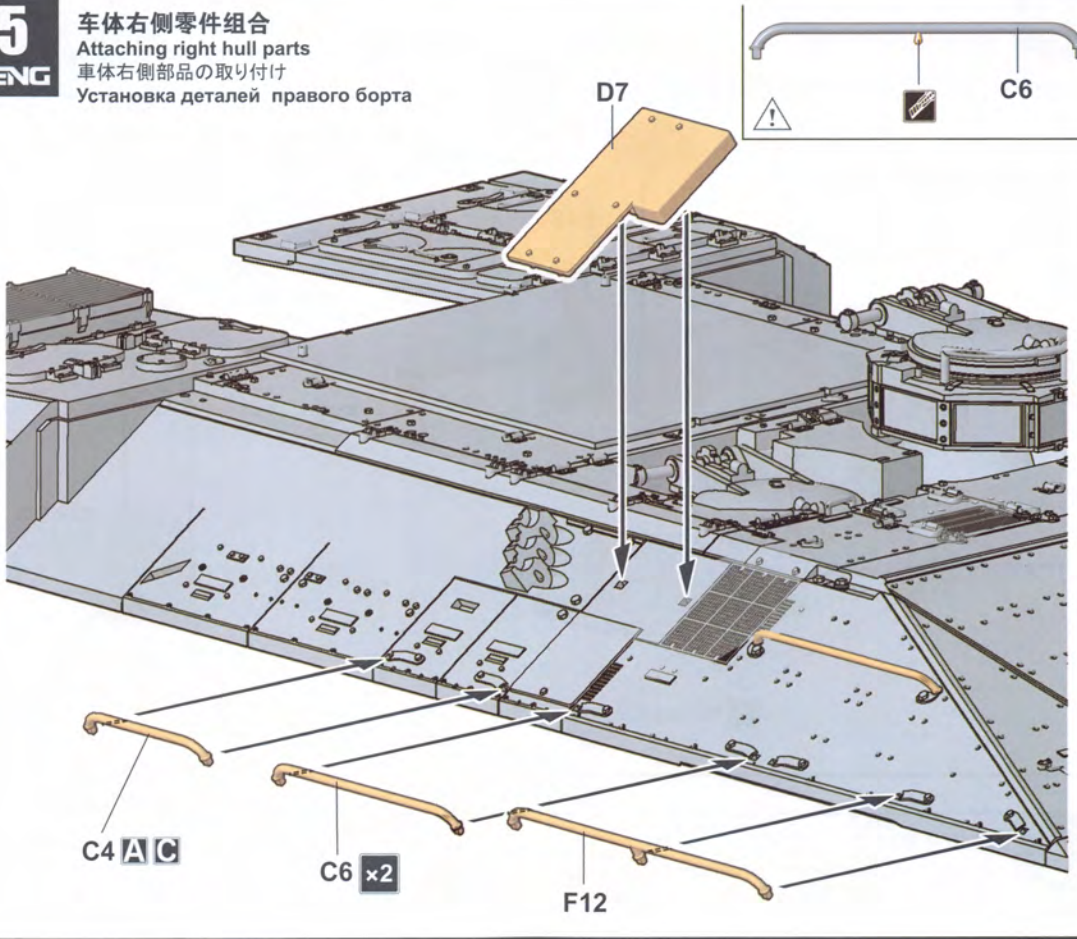 5
车体右侧零件组合
Attaching right hull parts
車体右側部品の取り付け
Установка деталей правого борта
C6
D7
C4 A C
C6 ×2
F12